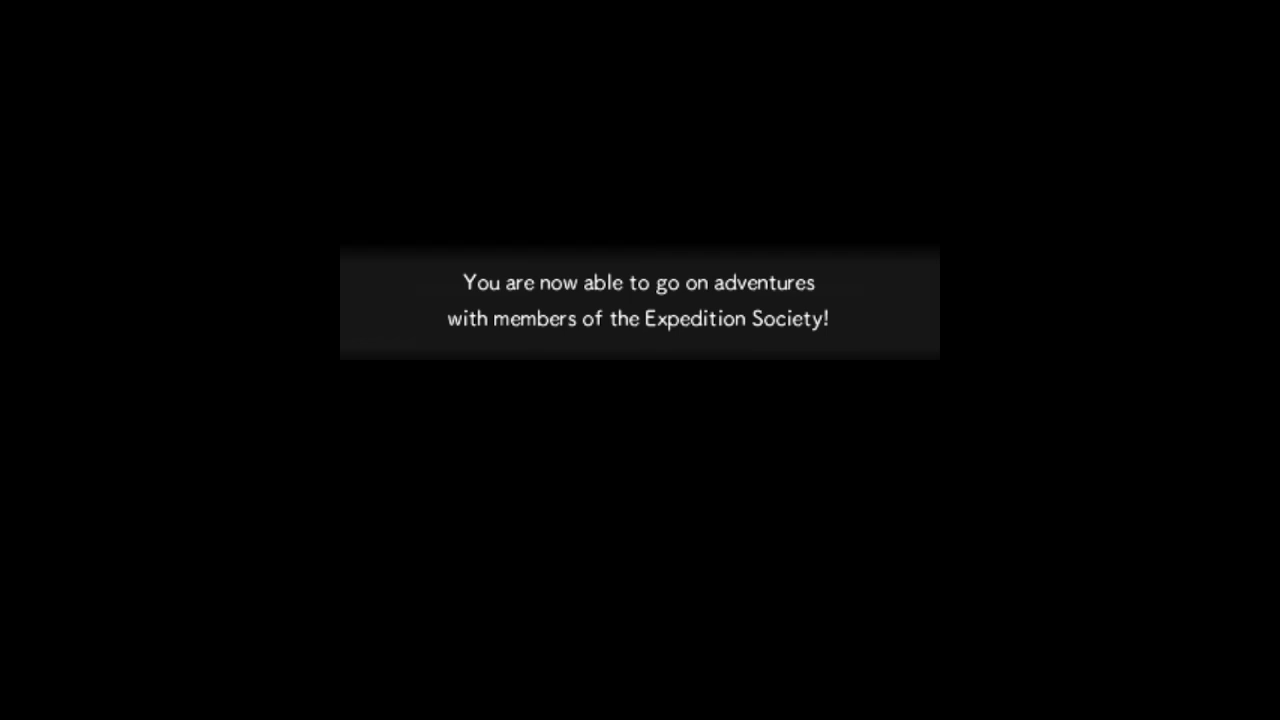 You are now able to go on adventures
with members of the Expedition Society!